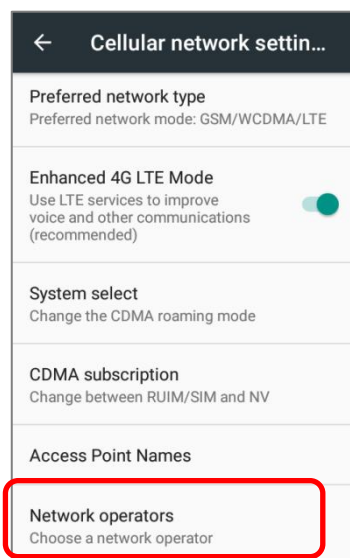 Cellular network settin...
Preferred network type
Preferred network mode: GSM/WCDMA/LTE
Enhanced 4G LTE Mode
Use LTE services to improve
voice and other communications
(recommended)
System select
Change the CDMA roaming mode
CDMA subscription
Change between RUIM/SIM and NV
Access Point Names
Network operators
Choose a network operator